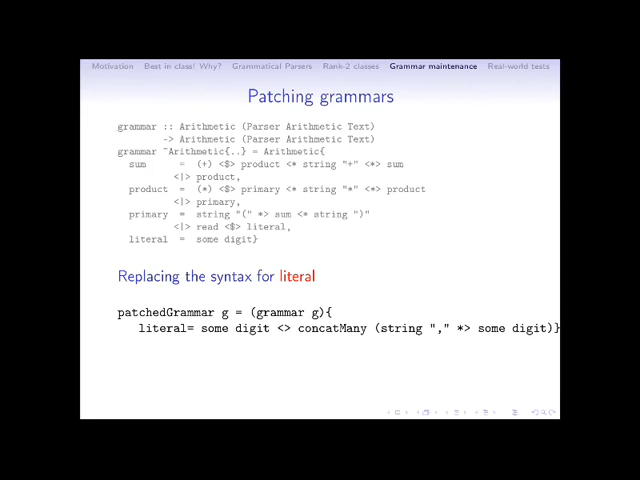 Motivation Best in class! Why? Grammatical Parsers Rank-2 classes Grammar maintenance Real-world tests
Patching grammars
grammar :: Arithmetic (Parser Arithmetic Text)
-> Arithmetic (Parser Arithmetic Text)
grammar ~Arithmetic{..} = Arithmetic{
sum = (+) <$> product <* string "+" <*> sum
<|> product,
product = (*) <$> primary <* string "*" <*> product
<|> primary,
primary = string "(" *> sum <* string ")"
<|> read <$> literal,
literal = some digit}
Replacing the syntax for literal
patchedGrammar g = (grammar g){
literal= some digit <> concatMany (string "," *> some digit)}